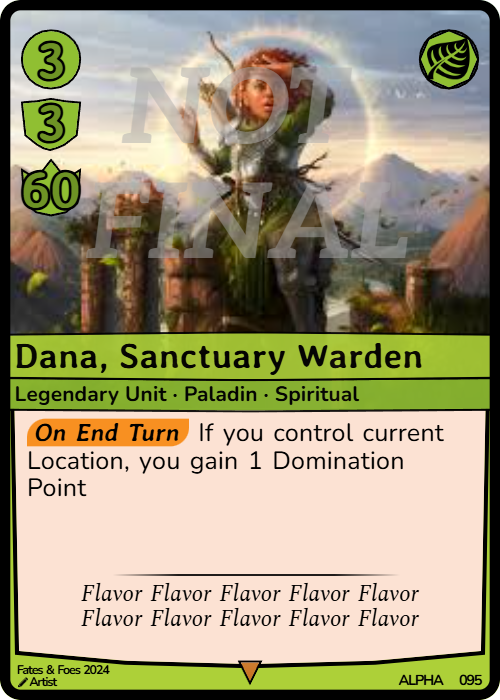 3
3
60
NOT
FINAL
Dana, Sanctuary Warden
Legendary Unit · Paladin · Spiritual
On End Turn If you control current
Location, you gain 1 Domination
Point
Flavor Flavor Flavor Flavor Flavor
Flavor Flavor Flavor Flavor Flavor
Fates & Foes 2024
Artist
ALPHA 095